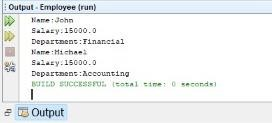 Output - Employee (run)
Name:John
Salary:15000.0
Department:Financial
Name:Michael
Salary:15000.0
Department:Accounting
BUILD SUCCESSFUL (total time: 0 seconds)
Output